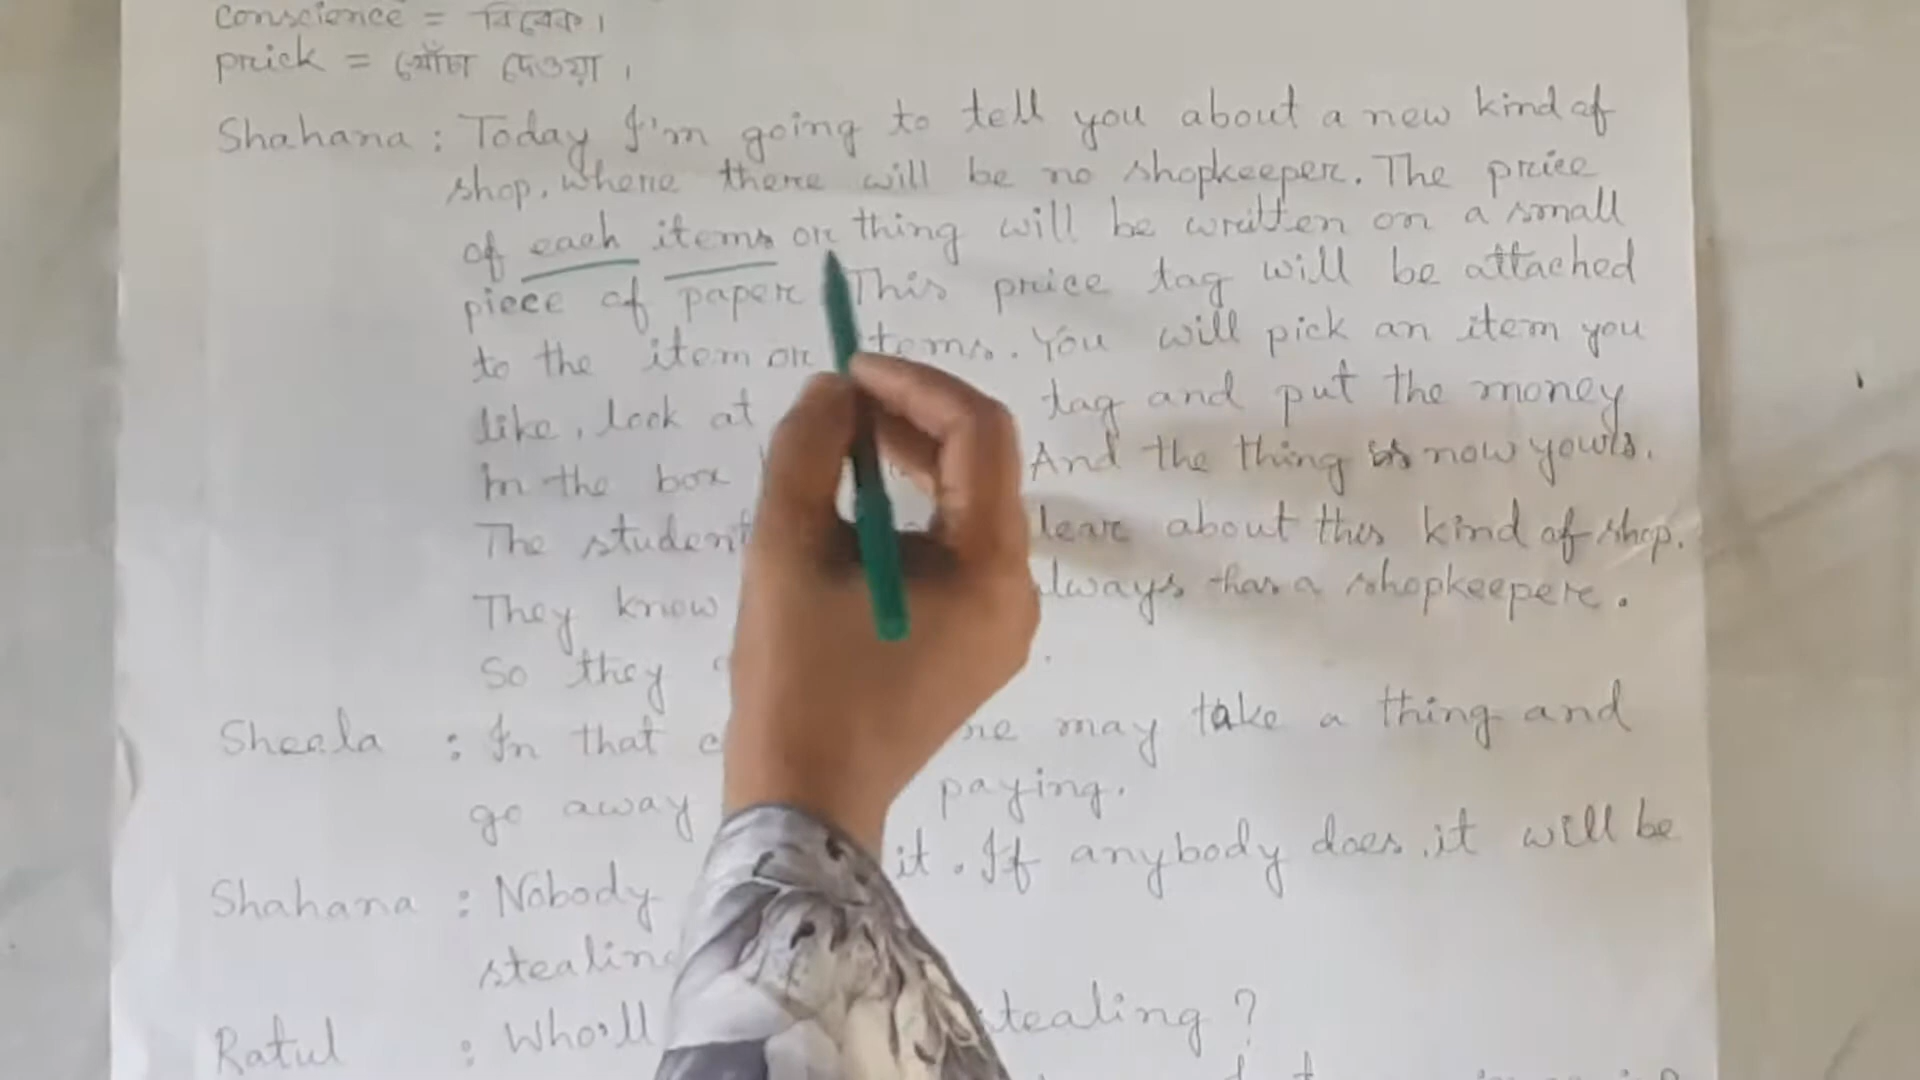 conscience = বিবেক।
prick = খোঁচা দেওয়া।
Shahana : Today I'm going to tell you about a new kind of
shop. where there will be no shopkeeper. The price
of each items or thing will be written on a small
piece of paper This price tag will be attached
to the item or items. You will pick an item you
like, look at tag and put the money
in the box And the thing is now yours.
The student about this kind of shop.
They know always has a shopkeepere.
So they
Sheela : In that may take a thing and
go away paying.
Shahana : Nobody it. If anybody does, it will be
stealing
Ratul : Who'll stealing ?